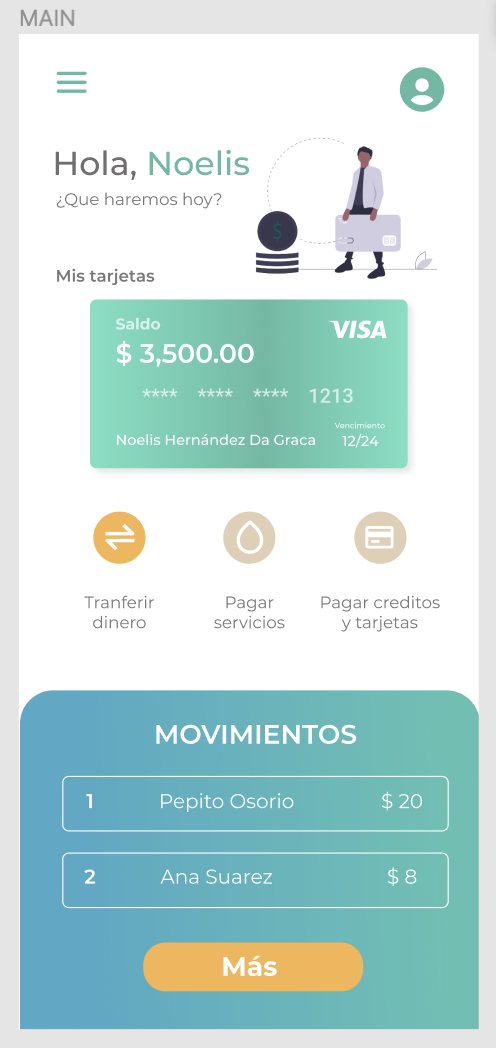 MAIN
Hola, Noelis
¿Que haremos hoy?
$
Mis tarjetas
Saldo
VISA
$ 3,500.00
**** **** **** 1213
Vencimiento
Noelis Hernández Da Graca 12/24
Tranferir
dinero
Pagar
servicios
Pagar creditos
y tarjetas
MOVIMIENTOS
1 Pepito Osorio $ 20
2 Ana Suarez $ 8
Más